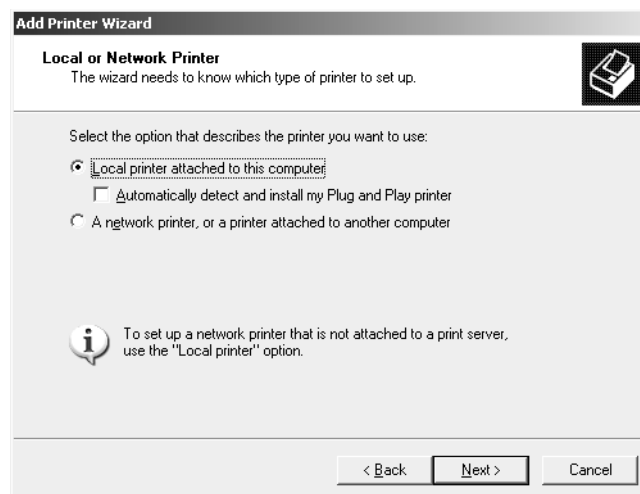 Add Printer Wizard
Local or Network Printer
The wizard needs to know which type of printer to set up.
Select the option that describes the printer you want to use:
Local printer attached to this computer
Automatically detect and install my Plug and Play printer
A network printer, or a printer attached to another computer
To set up a network printer that is not attached to a print server,
use the "Local printer" option.
< Back Next > Cancel